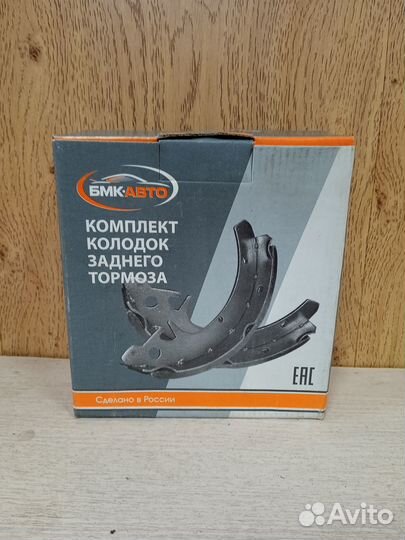 БМК-АВТО
КОМПЛЕКТ
КОЛОДОК
ЗАДНЕГО
ТОРМОЗА
ЕАС
Сделано в России
Avito